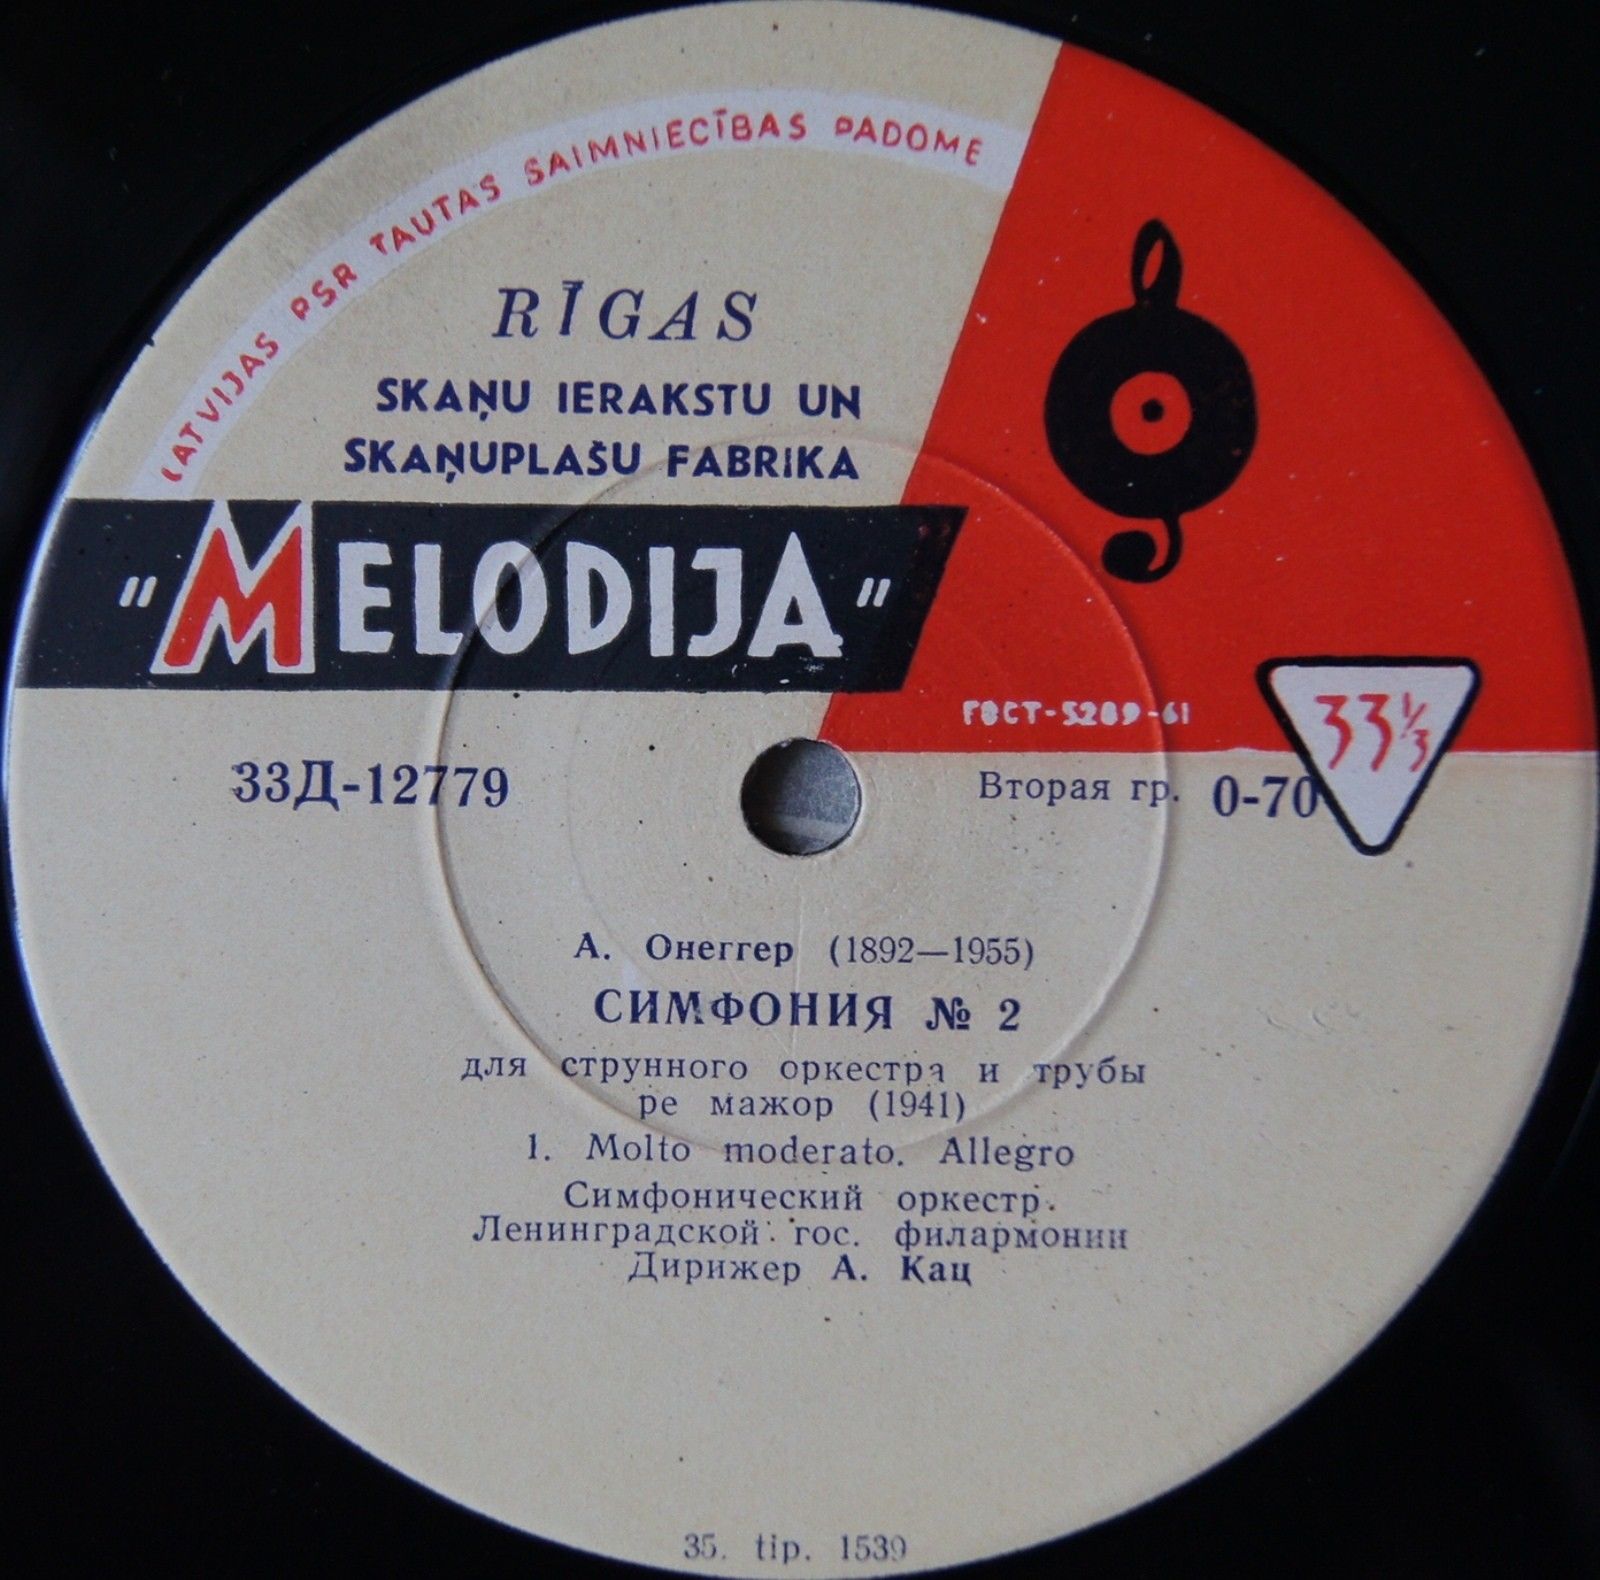 LATVIJAS PSR TAUTAS SAIMNIECĪBAS PADOME
RĪGAS
SKAŅU IERAKSTU UN
SKAŅUPLAŠU FABRIKA
"MELODIJA"
ГОСТ-5289-61
33⅓
33Д-12779
Вторая гр. 0-70
А. Онеггер (1892—1955)
СИМФОНИЯ № 2
для струнного оркестра и трубы
ре мажор (1941)
1. Molto moderato. Allegro
Симфонический оркестр
Ленинградской гос. филармонии
Дирижер А. Кац
35. tip. 1539